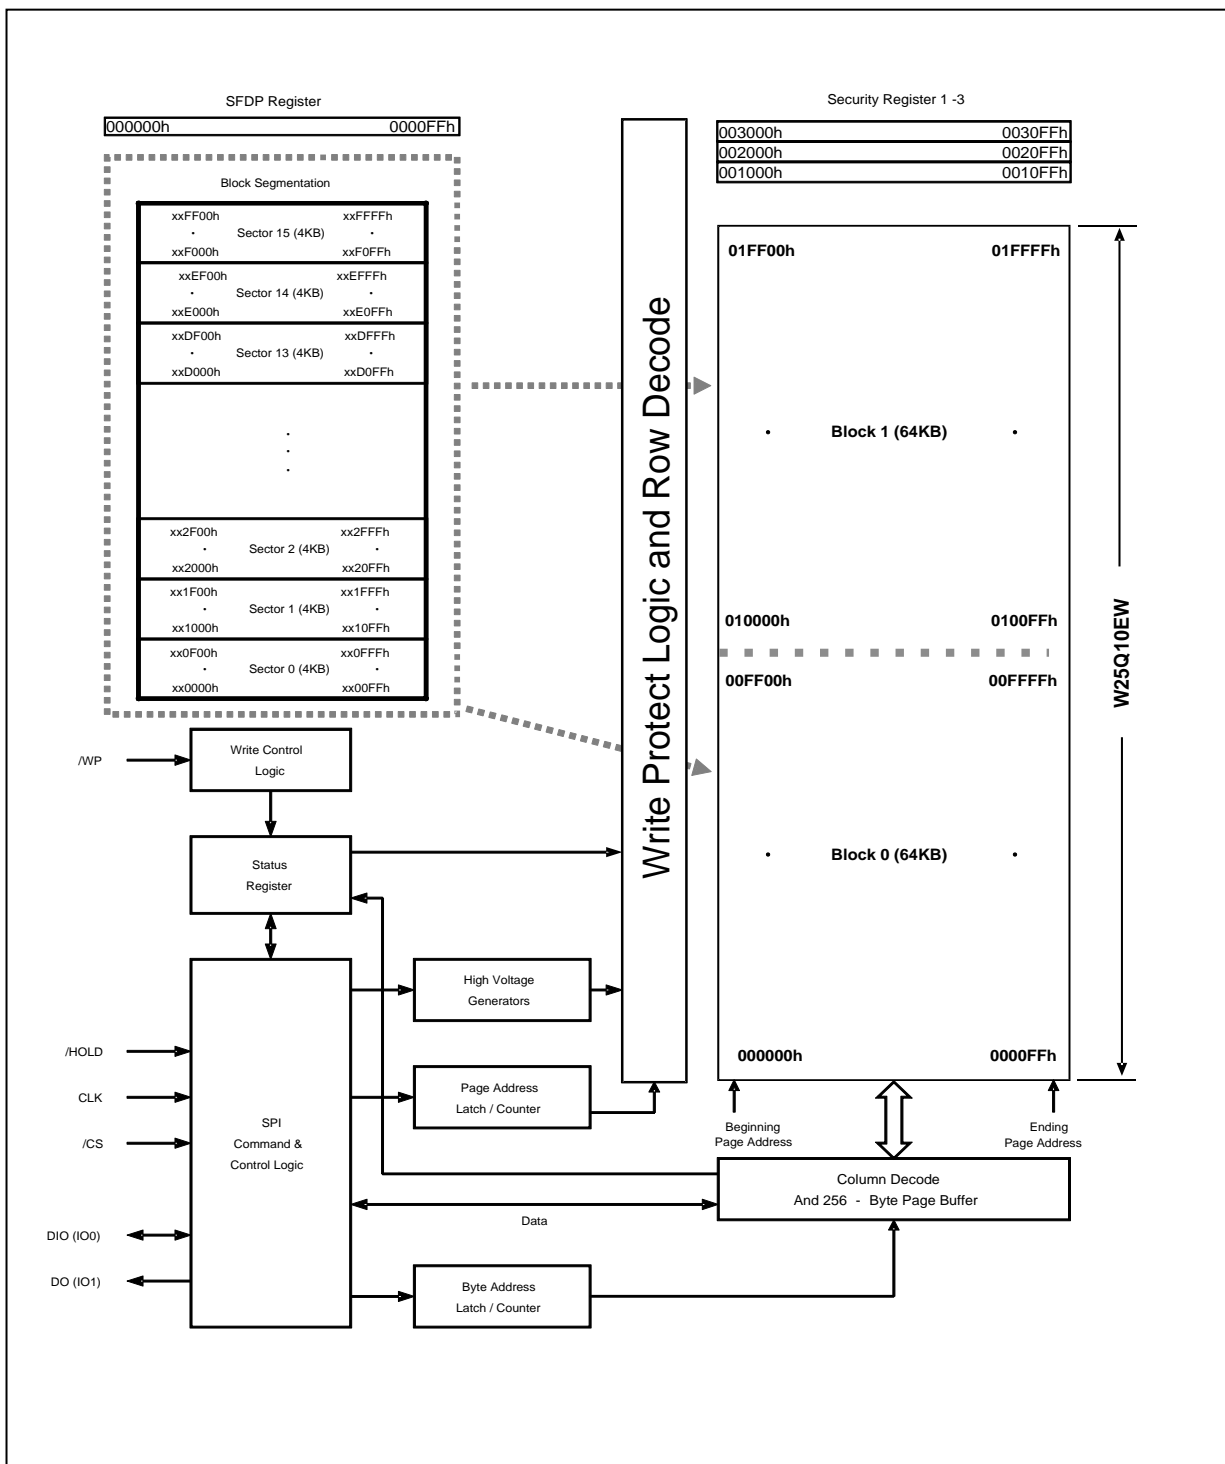 SFDP Register
000000h 0000FFh
Block Segmentation
xxFF00h xxFFFFh
Sector 15 (4KB)
xxF000h xxF0FFh
xxEF00h xxEFFFh
Sector 14 (4KB)
xxE000h xxE0FFh
xxDF00h xxDFFFh
Sector 13 (4KB)
xxD000h xxD0FFh
xx2F00h xx2FFFh
Sector 2 (4KB)
xx2000h xx20FFh
xx1F00h xx1FFFh
Sector 1 (4KB)
xx1000h xx10FFh
xx0F00h xx0FFFh
Sector 0 (4KB)
xx0000h xx00FFh
Write Protect Logic and Row Decode
Security Register 1 -3
003000h 0030FFh
002000h 0020FFh
001000h 0010FFh
01FF00h 01FFFFh
Block 1 (64KB)
010000h 0100FFh
00FF00h 00FFFFh
Block 0 (64KB)
000000h 0000FFh
W25Q10EW
Beginning
Page Address
Ending
Page Address
/WP
Write Control
Logic
Status
Register
High Voltage
Generators
/HOLD
CLK
/CS
SPI
Command &
Control Logic
Page Address
Latch / Counter
Column Decode
And 256 - Byte Page Buffer
Data
DIO (IO0)
DO (IO1)
Byte Address
Latch / Counter